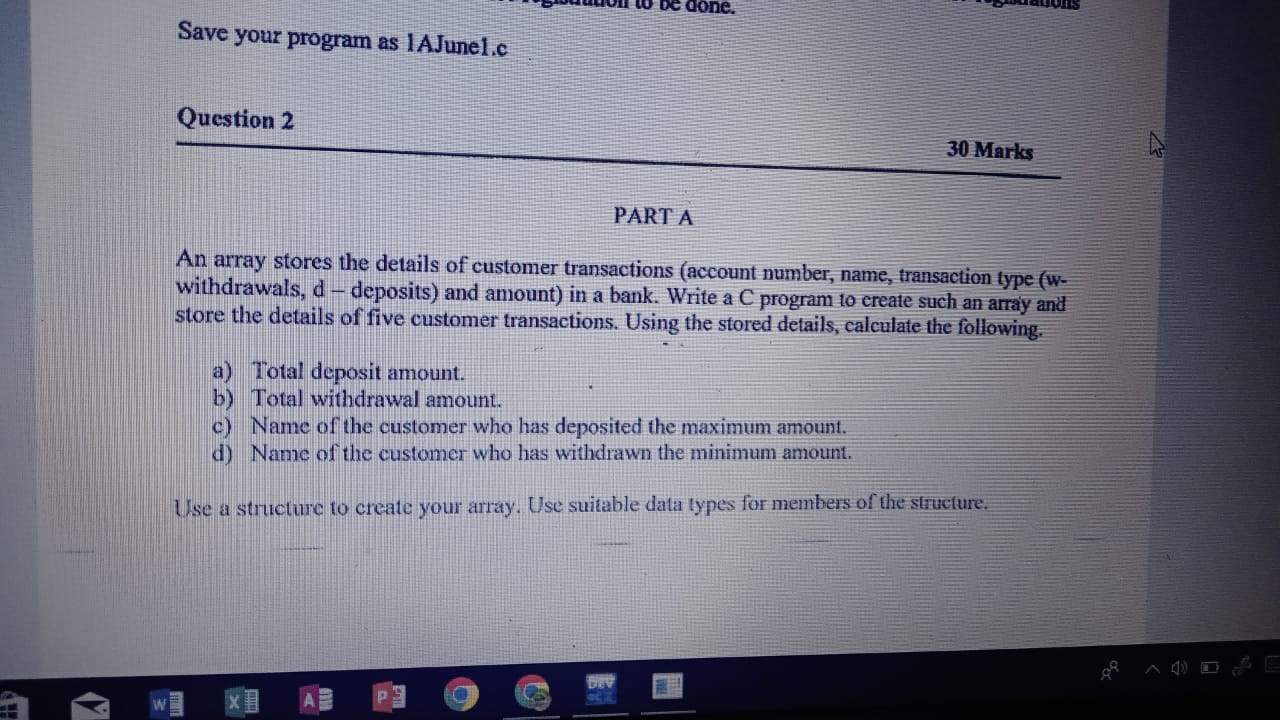 to be done.
Save your program as 1AJune1.c
Question 2
30 Marks
PART A
An array stores the details of customer transactions (account number, name, transaction type (w-
withdrawals, d – deposits) and amount) in a bank. Write a C program to create such an array and
store the details of five customer transactions. Using the stored details, calculate the following.
a) Total deposit amount.
b) Total withdrawal amount.
c) Name of the customer who has deposited the maximum amount.
d) Name of the customer who has withdrawn the minimum amount.
Use a structure to create your array. Use suitable data types for members of the structure.
W X A P DEV